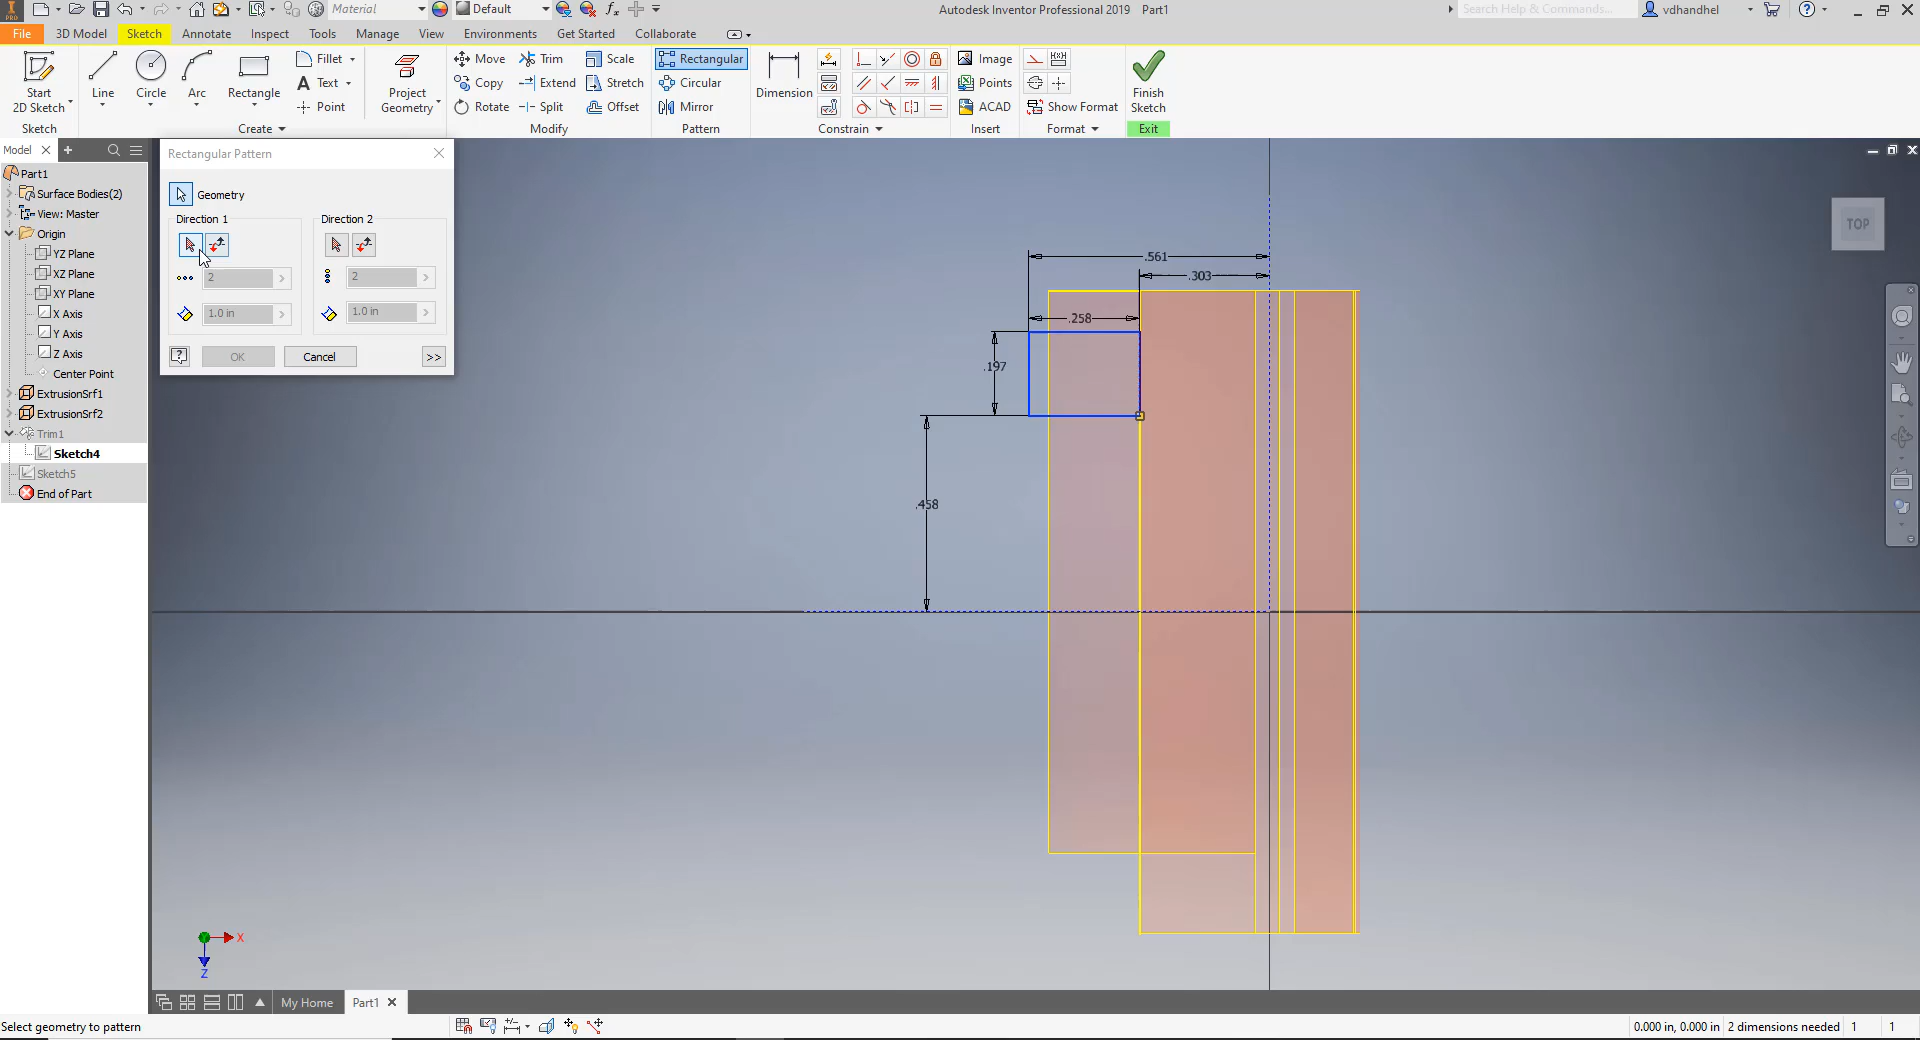 PRO
Material
Default
fx
Autodesk Inventor Professional 2019 Part1
Search Help & Commands...
vdhandhel
File
3D Model
Sketch
Annotate
Inspect
Tools
Manage
View
Environments
Get Started
Collaborate
Start
2D Sketch
Line
Circle
Arc
Rectangle
Fillet
Text
Point
Project
Geometry
Move
Copy
Rotate
Trim
Extend
Split
Scale
Stretch
Offset
Rectangular
Circular
Mirror
Dimension
Image
Points
ACAD
Show Format
Finish
Sketch
Sketch
Create
Modify
Pattern
Constrain
Insert
Format
Exit
Model
Part1
Surface Bodies(2)
View: Master
Origin
YZ Plane
XZ Plane
XY Plane
X Axis
Y Axis
Z Axis
Center Point
ExtrusionSrf1
ExtrusionSrf2
Trim1
Sketch4
Sketch5
End of Part
Rectangular Pattern
Geometry
Direction 1
Direction 2
2
2
1.0 in
1.0 in
OK
Cancel
>>
.561
.303
.258
.197
.458
TOP
X
Z
My Home
Part1
Select geometry to pattern
0.000 in, 0.000 in
2 dimensions needed
1
1